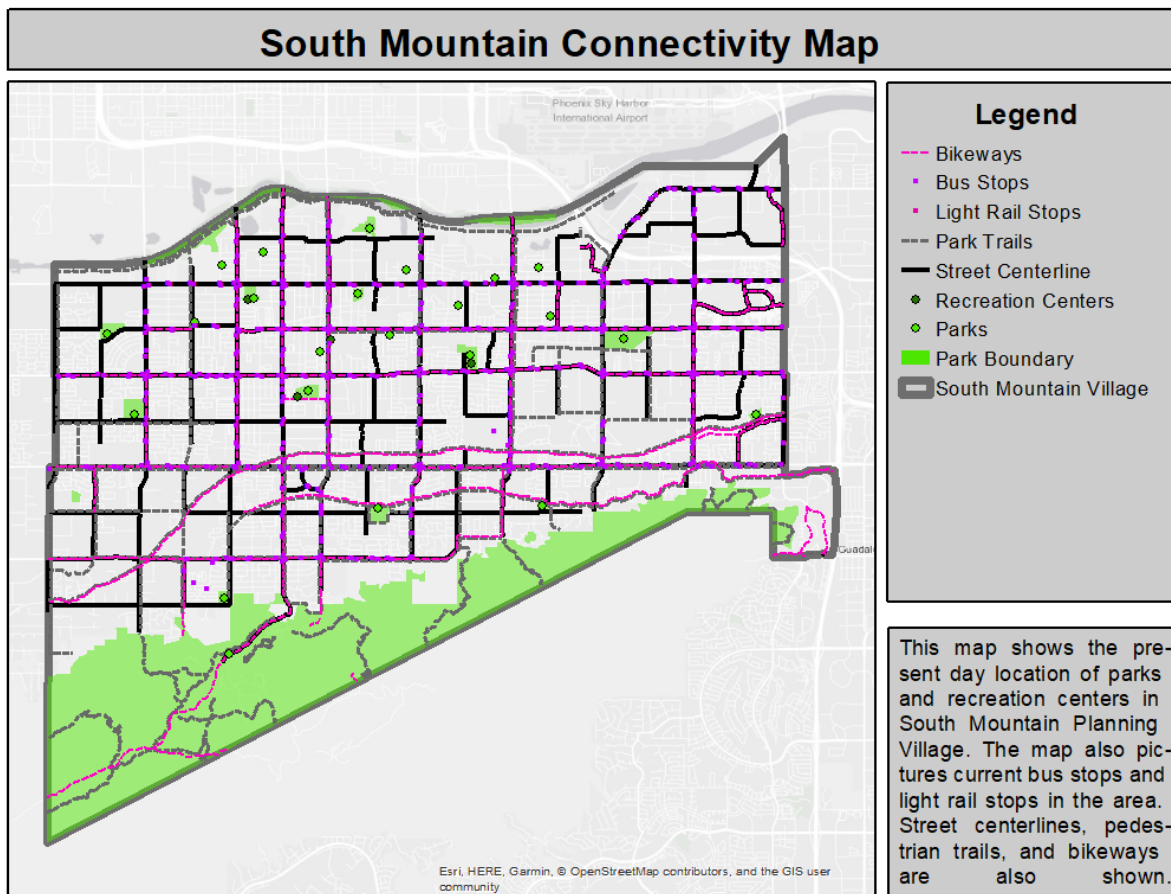 South Mountain Connectivity Map
Phoenix Sky Harbor
International Airport
Guadal
Esri, HERE, Garmin, © OpenStreetMap contributors, and the GIS user
community
Legend
Bikeways
Bus Stops
Light Rail Stops
Park Trails
Street Centerline
Recreation Centers
Parks
Park Boundary
South Mountain Village
This map shows the pre-
sent day location of parks
and recreation centers in
South Mountain Planning
Village. The map also pic-
tures current bus stops and
light rail stops in the area.
Street centerlines, pedes-
trian trails, and bikeways
are also shown